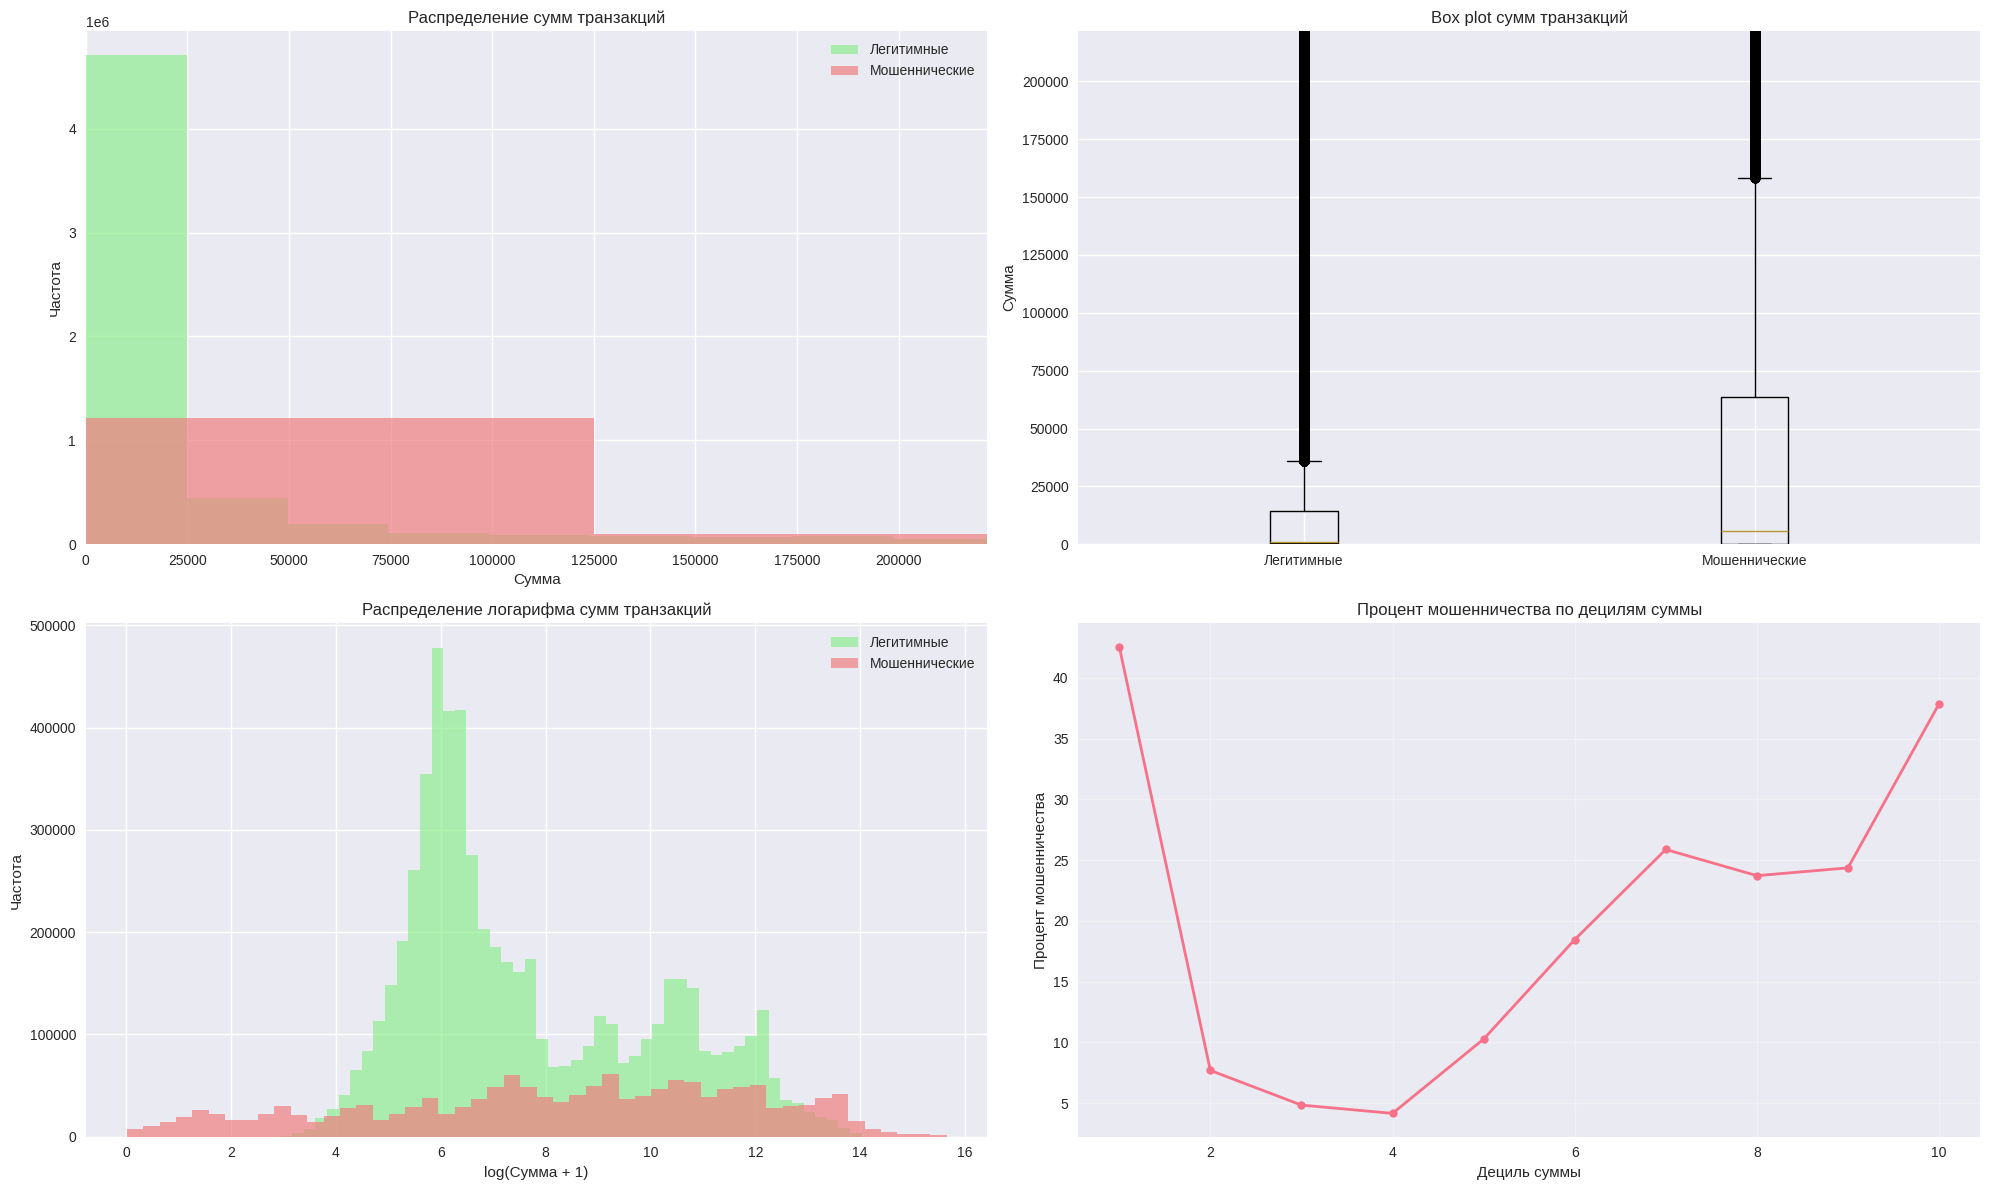 Распределение сумм транзакций
1e6
Легитимные
Мошеннические
Частота
4
3
2
1
0
0 25000 50000 75000 100000 125000 150000 175000 200000
Сумма
Box plot сумм транзакций
Сумма
200000
175000
150000
125000
100000
75000
50000
25000
0
Легитимные Мошеннические
Распределение логарифма сумм транзакций
Легитимные
Мошеннические
Частота
500000
400000
300000
200000
100000
0
0 2 4 6 8 10 12 14 16
log(Сумма + 1)
Процент мошенничества по децилям суммы
Процент мошенничества
40
35
30
25
20
15
10
5
2 4 6 8 10
Дециль суммы